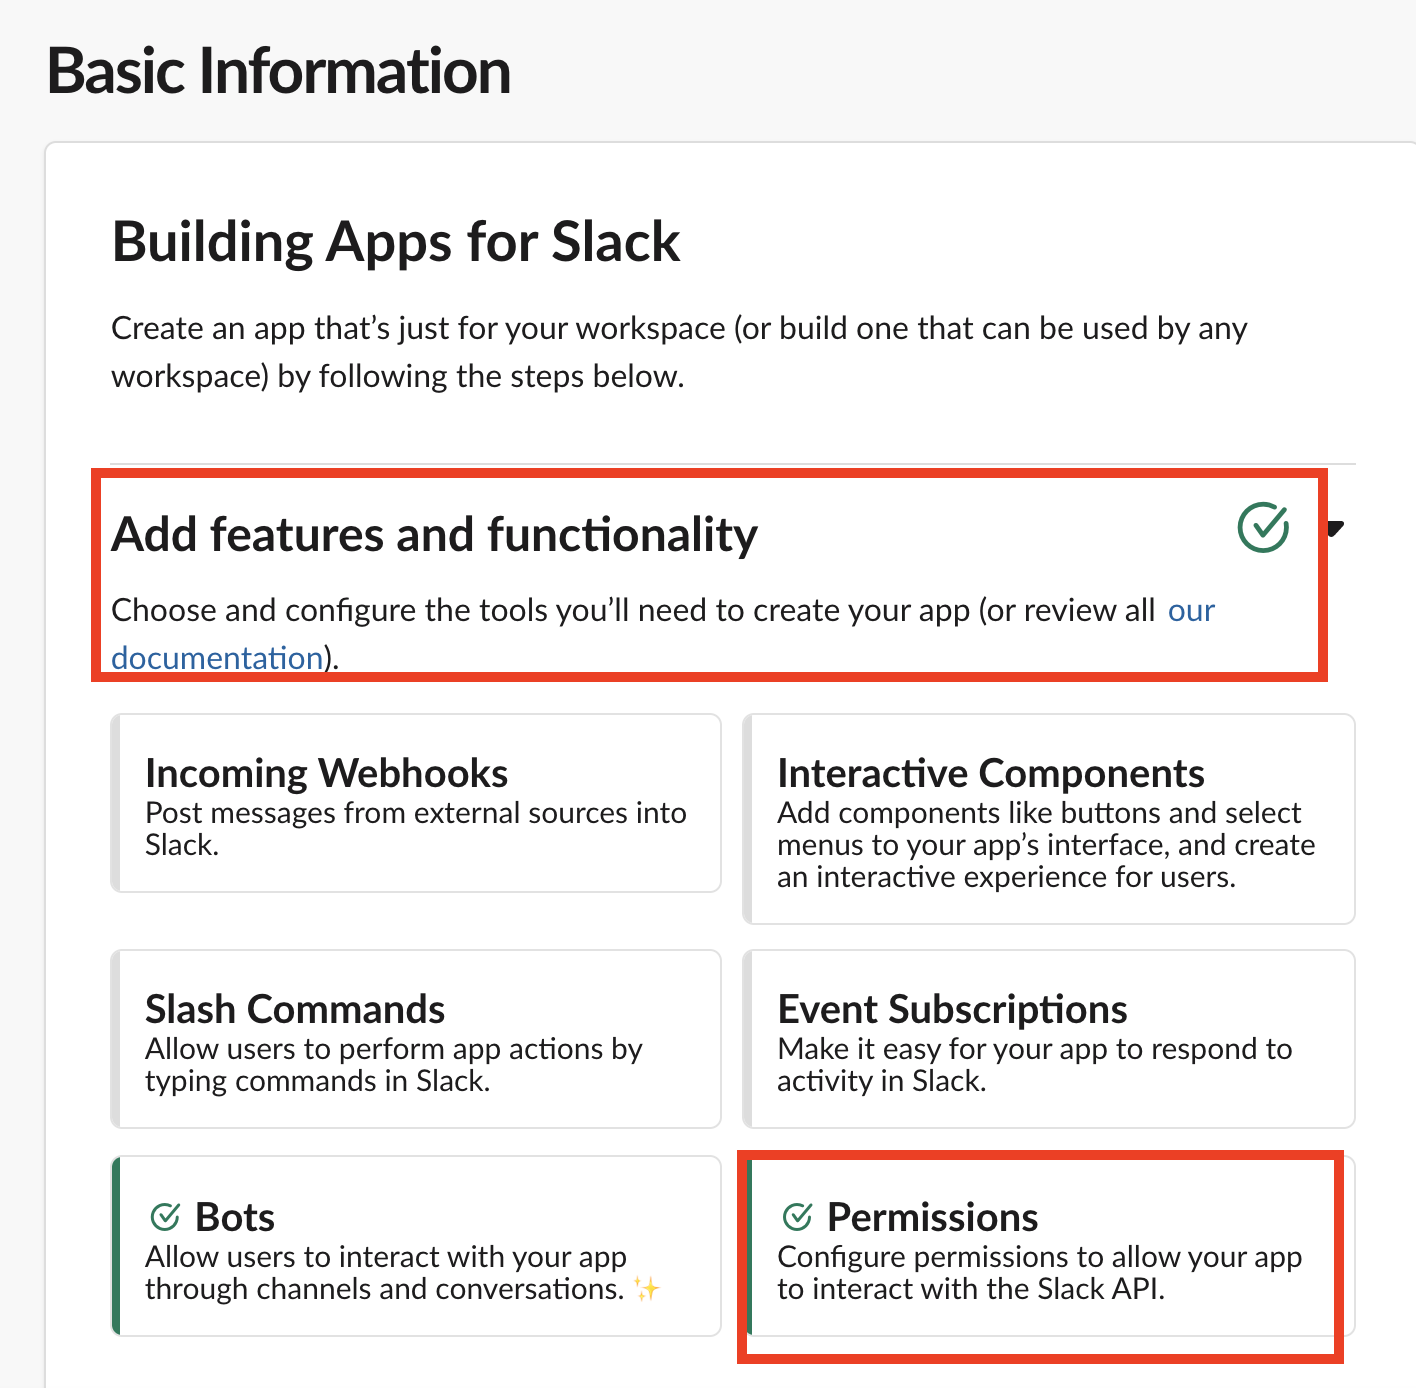 Basic Information
Building Apps for Slack
Create an app that’s just for your workspace (or build one that can be used by any
workspace) by following the steps below.
Add features and functionality
Choose and configure the tools you’ll need to create your app (or review all our
documentation).
Incoming Webhooks
Post messages from external sources into
Slack.
Interactive Components
Add components like buttons and select
menus to your app’s interface, and create
an interactive experience for users.
Slash Commands
Allow users to perform app actions by
typing commands in Slack.
Event Subscriptions
Make it easy for your app to respond to
activity in Slack.
Bots
Allow users to interact with your app
through channels and conversations. ✨
Permissions
Configure permissions to allow your app
to interact with the Slack API.